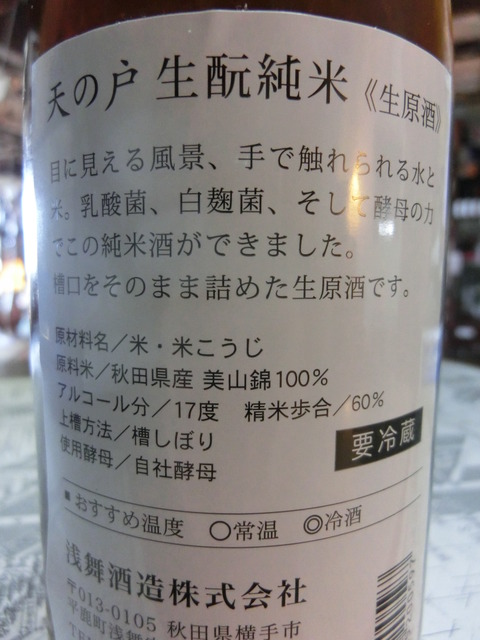 天の戸 生酛純米 《生原酒》
目に見える風景、手で触れられる水と
米。乳酸菌、白麹菌、そして酵母の力
でこの純米酒ができました。
槽口をそのまま詰めた生原酒です。
原材料名／米・米こうじ
原料米／秋田県産 美山錦100%
アルコール分／17度 精米歩合／60%
上槽方法／槽しぼり
使用酵母／自社酵母
要冷蔵
■ おすすめ温度 ○常温 ◎冷酒
浅舞酒造株式会社
〒013-0105 秋田県横手市
平鹿町浅舞